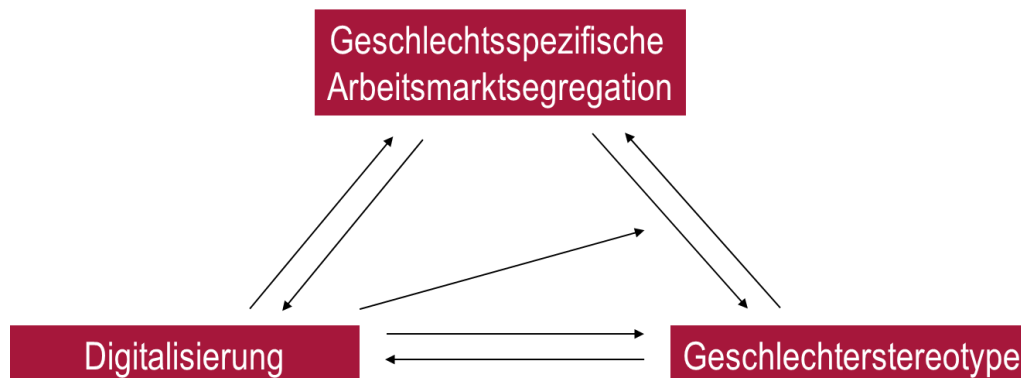 Geschlechtsspezifische
Arbeitsmarktsegregation
Digitalisierung
Geschlechterstereotype